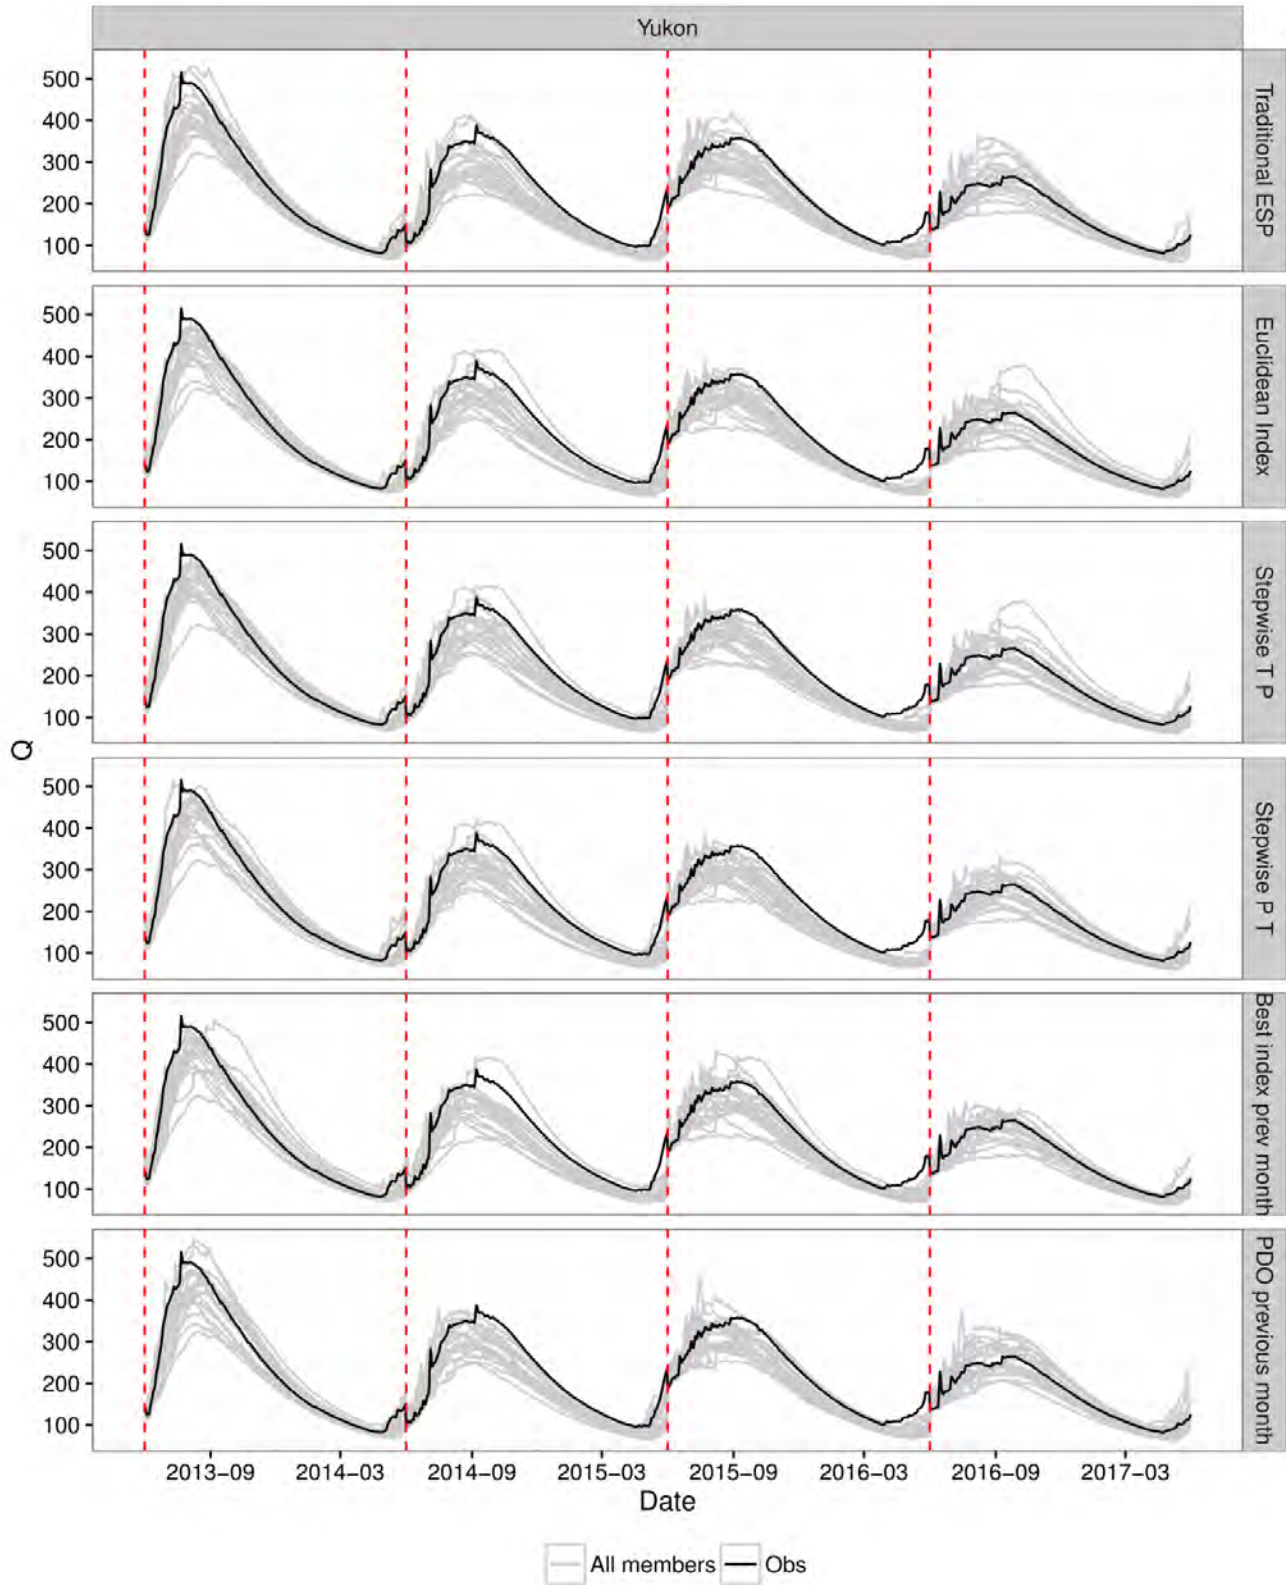 Yukon
500
400
300
200
100
Traditional ESP
500
400
300
200
100
Euclidean Index
500
400
300
200
100
Stepwise T P
Q
500
400
300
200
100
Stepwise P T
500
400
300
200
100
Best index prev month
500
400
300
200
100
PDO previous month
2013-09 2014-03 2014-09 2015-03 2015-09 2016-03 2016-09 2017-03
Date
All members Obs